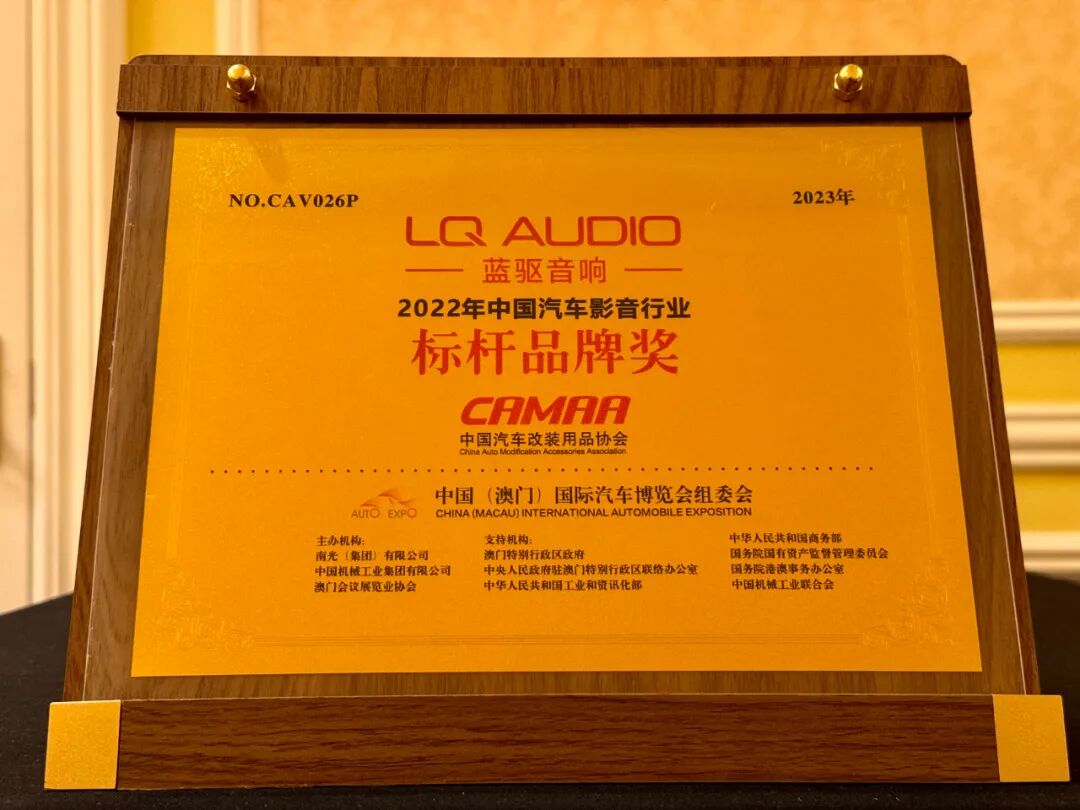 NO.CAV026P
2023年
LQ AUDIO
蓝驱音响
2022年中国汽车影音行业
标杆品牌奖
CAMAA
中国汽车改装用品协会
China Auto Modification Accessories Association
AUTO EXPO
中国（澳门）国际汽车博览会组委会
CHINA (MACAU) INTERNATIONAL AUTOMOBILE EXPOSITION
主办机构:
南光（集团）有限公司
中国机械工业集团有限公司
澳门会议展览业协会
支持机构:
澳门特别行政区政府
中央人民政府驻澳门特别行政区联络办公室
中华人民共和国工业和资讯化部
中华人民共和国商务部
国务院国有资产监督管理委员会
国务院港澳事务办公室
中国机械工业联合会